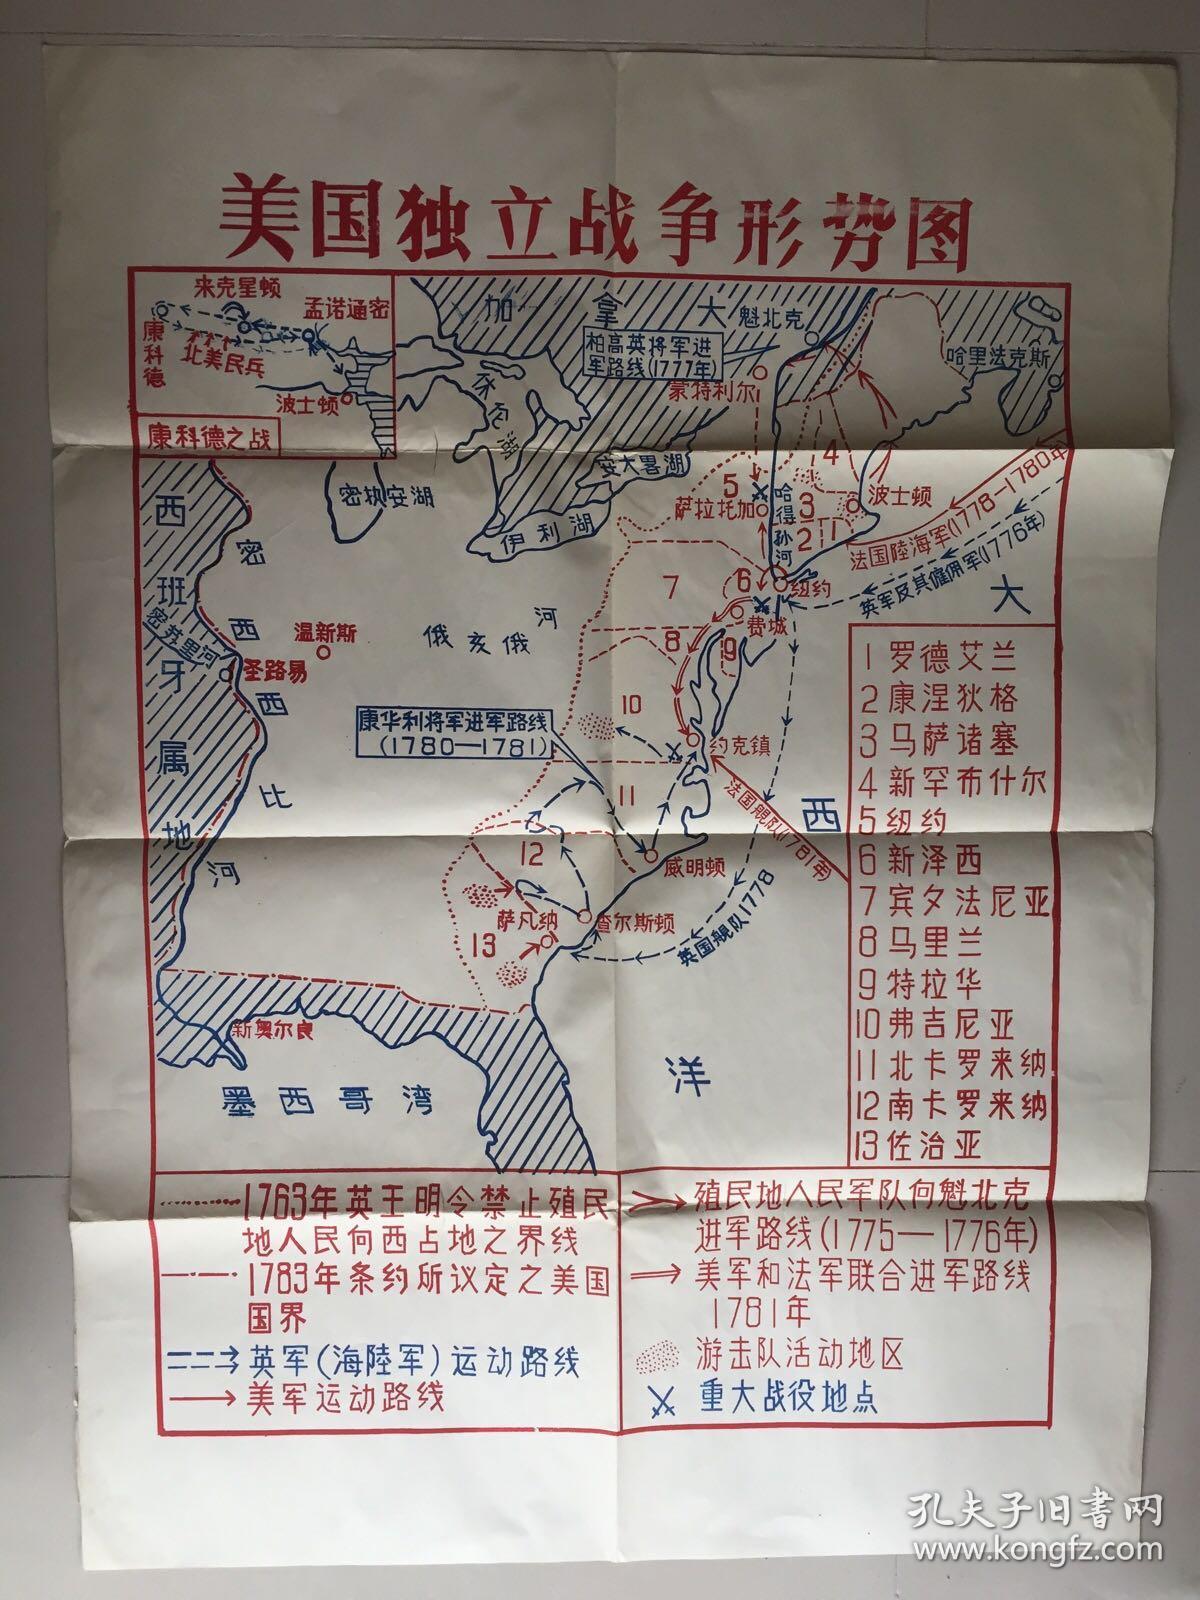 美国独立战争形势图
来克星顿
孟诺通密
康科德
北美民兵
波士顿
康科德之战
加拿大
魁北克
柏高英将军进
军路线(1777年)
蒙特利尔
哈里法克斯
休伦湖
安大畧湖
密执安湖
伊利湖
5
萨拉托加
哈得孙河
4
3
2
1
波士顿
法国陸海军(1778-1780年)
英军及其僱佣军(1776年)
大
西
洋
西班牙属地
密西西比河
密苏里河
温新斯
圣路易
俄亥俄河
7
6
纽约
费城
8
9
10
康华利将军进军路线
(1780—1781)
约克镇
法国舰队(1781年)
11
12
威明顿
萨凡纳
查尔斯顿
13
英国舰队1778
新奥尔良
墨西哥湾
1 罗德艾兰
2 康涅狄格
3 马萨诸塞
4 新罕布什尔
5 纽约
6 新泽西
7 宾夕法尼亚
8 马里兰
9 特拉华
10 弗吉尼亚
11 北卡罗来纳
12 南卡罗来纳
13 佐治亚
1763年英王明令禁止殖民
地人民向西占地之界线
1783年条约所议定之美国
国界
英军(海陸军)运动路线
美军运动路线
殖民地人民军队向魁北克
进军路线(1775—1776年)
美军和法军联合进军路线
1781年
游击队活动地区
重大战役地点
孔夫子旧书网
www.kongfz.com